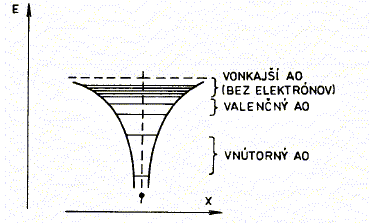 E
VONKAJŠÍ AO
(BEZ ELEKTRÓNOV)
VALENČNÝ AO
VNÚTORNÝ AO
X